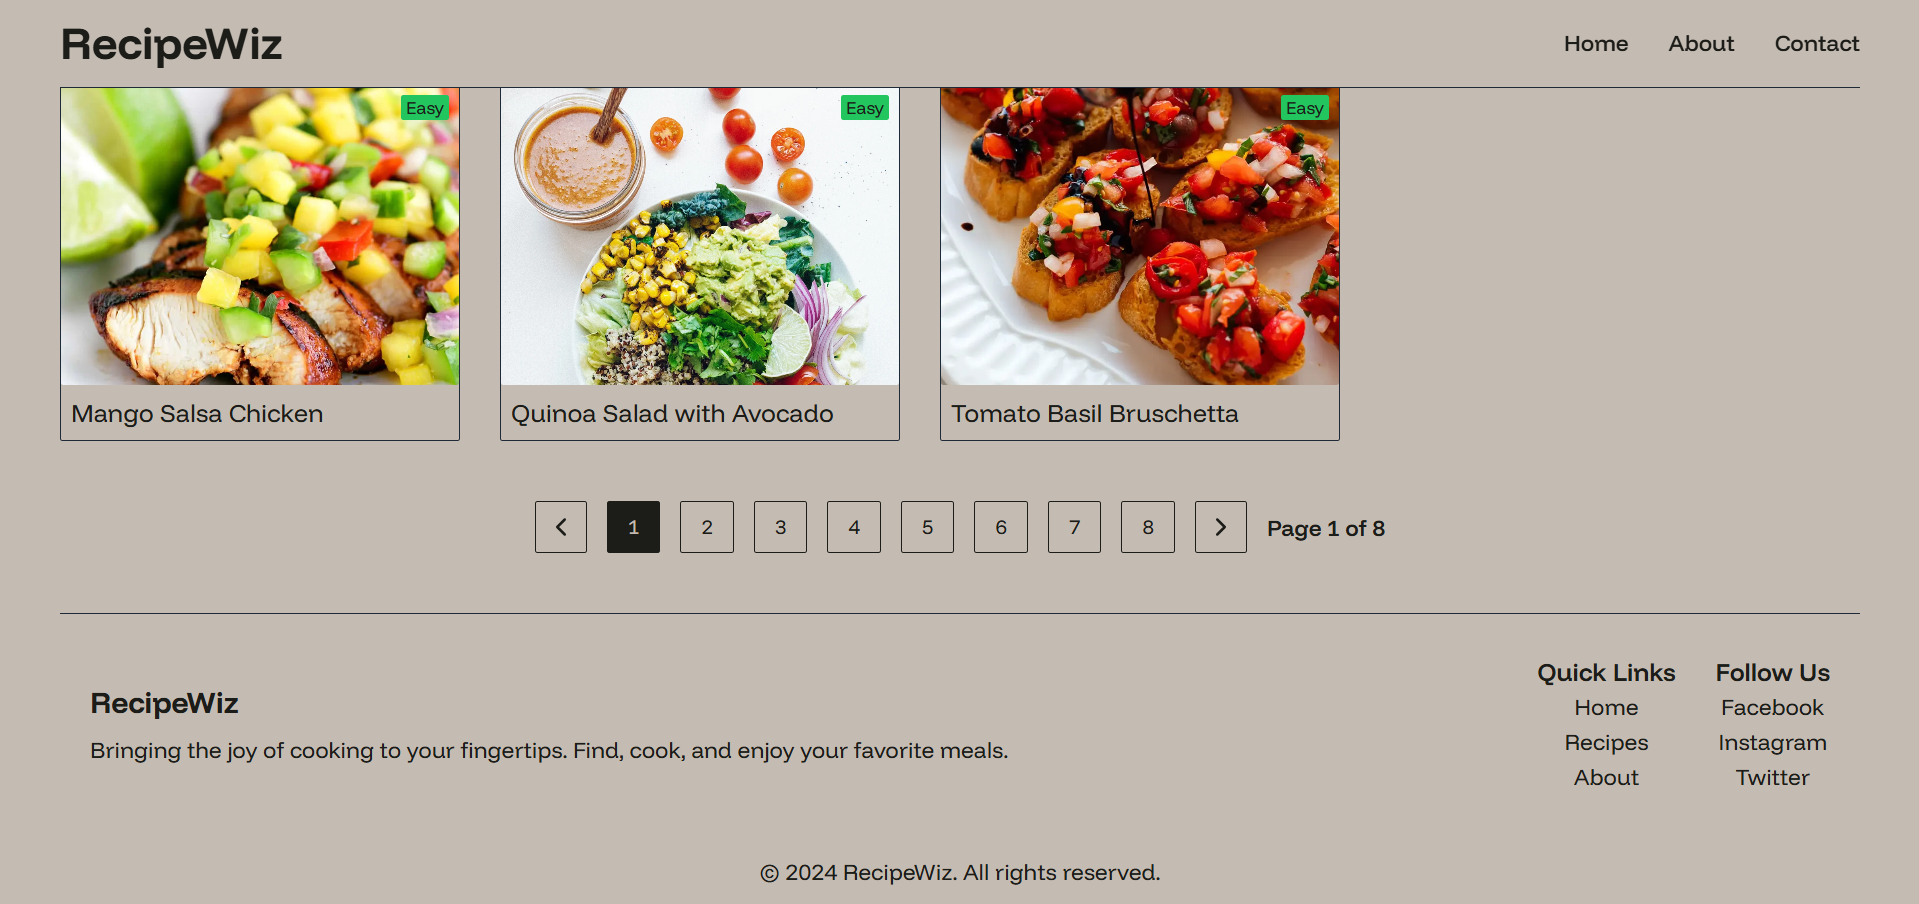 RecipeWiz
Home About Contact
Easy Easy Easy
Mango Salsa Chicken
Quinoa Salad with Avocado
Tomato Basil Bruschetta
1 2 3 4 5 6 7 8 Page 1 of 8
RecipeWiz
Bringing the joy of cooking to your fingertips. Find, cook, and enjoy your favorite meals.
Quick Links
Home
Recipes
About
Follow Us
Facebook
Instagram
Twitter
© 2024 RecipeWiz. All rights reserved.